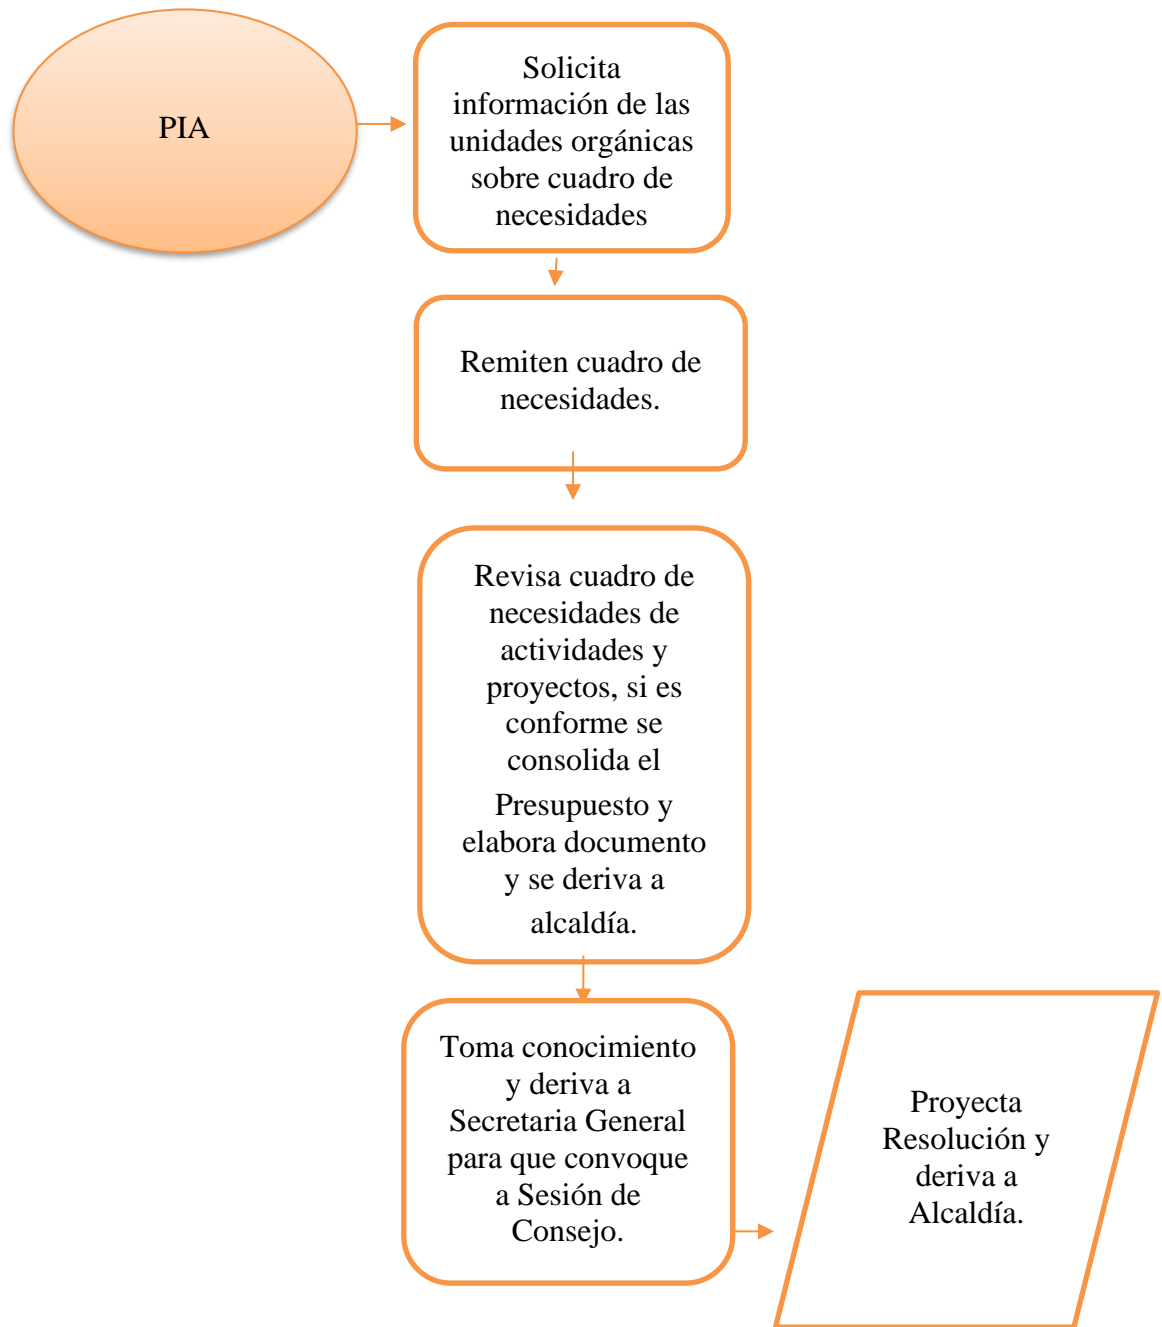 PIA
Solicita
información de las
unidades orgánicas
sobre cuadro de
necesidades
Remiten cuadro de
necesidades.
Revisa cuadro de
necesidades de
actividades y
proyectos, si es
conforme se
consolida el
Presupuesto y
elabora documento
y se deriva a
alcaldía.
Toma conocimiento
y deriva a
Secretaria General
para que convoque
a Sesión de
Consejo.
Proyecta
Resolución y
deriva a
Alcaldía.